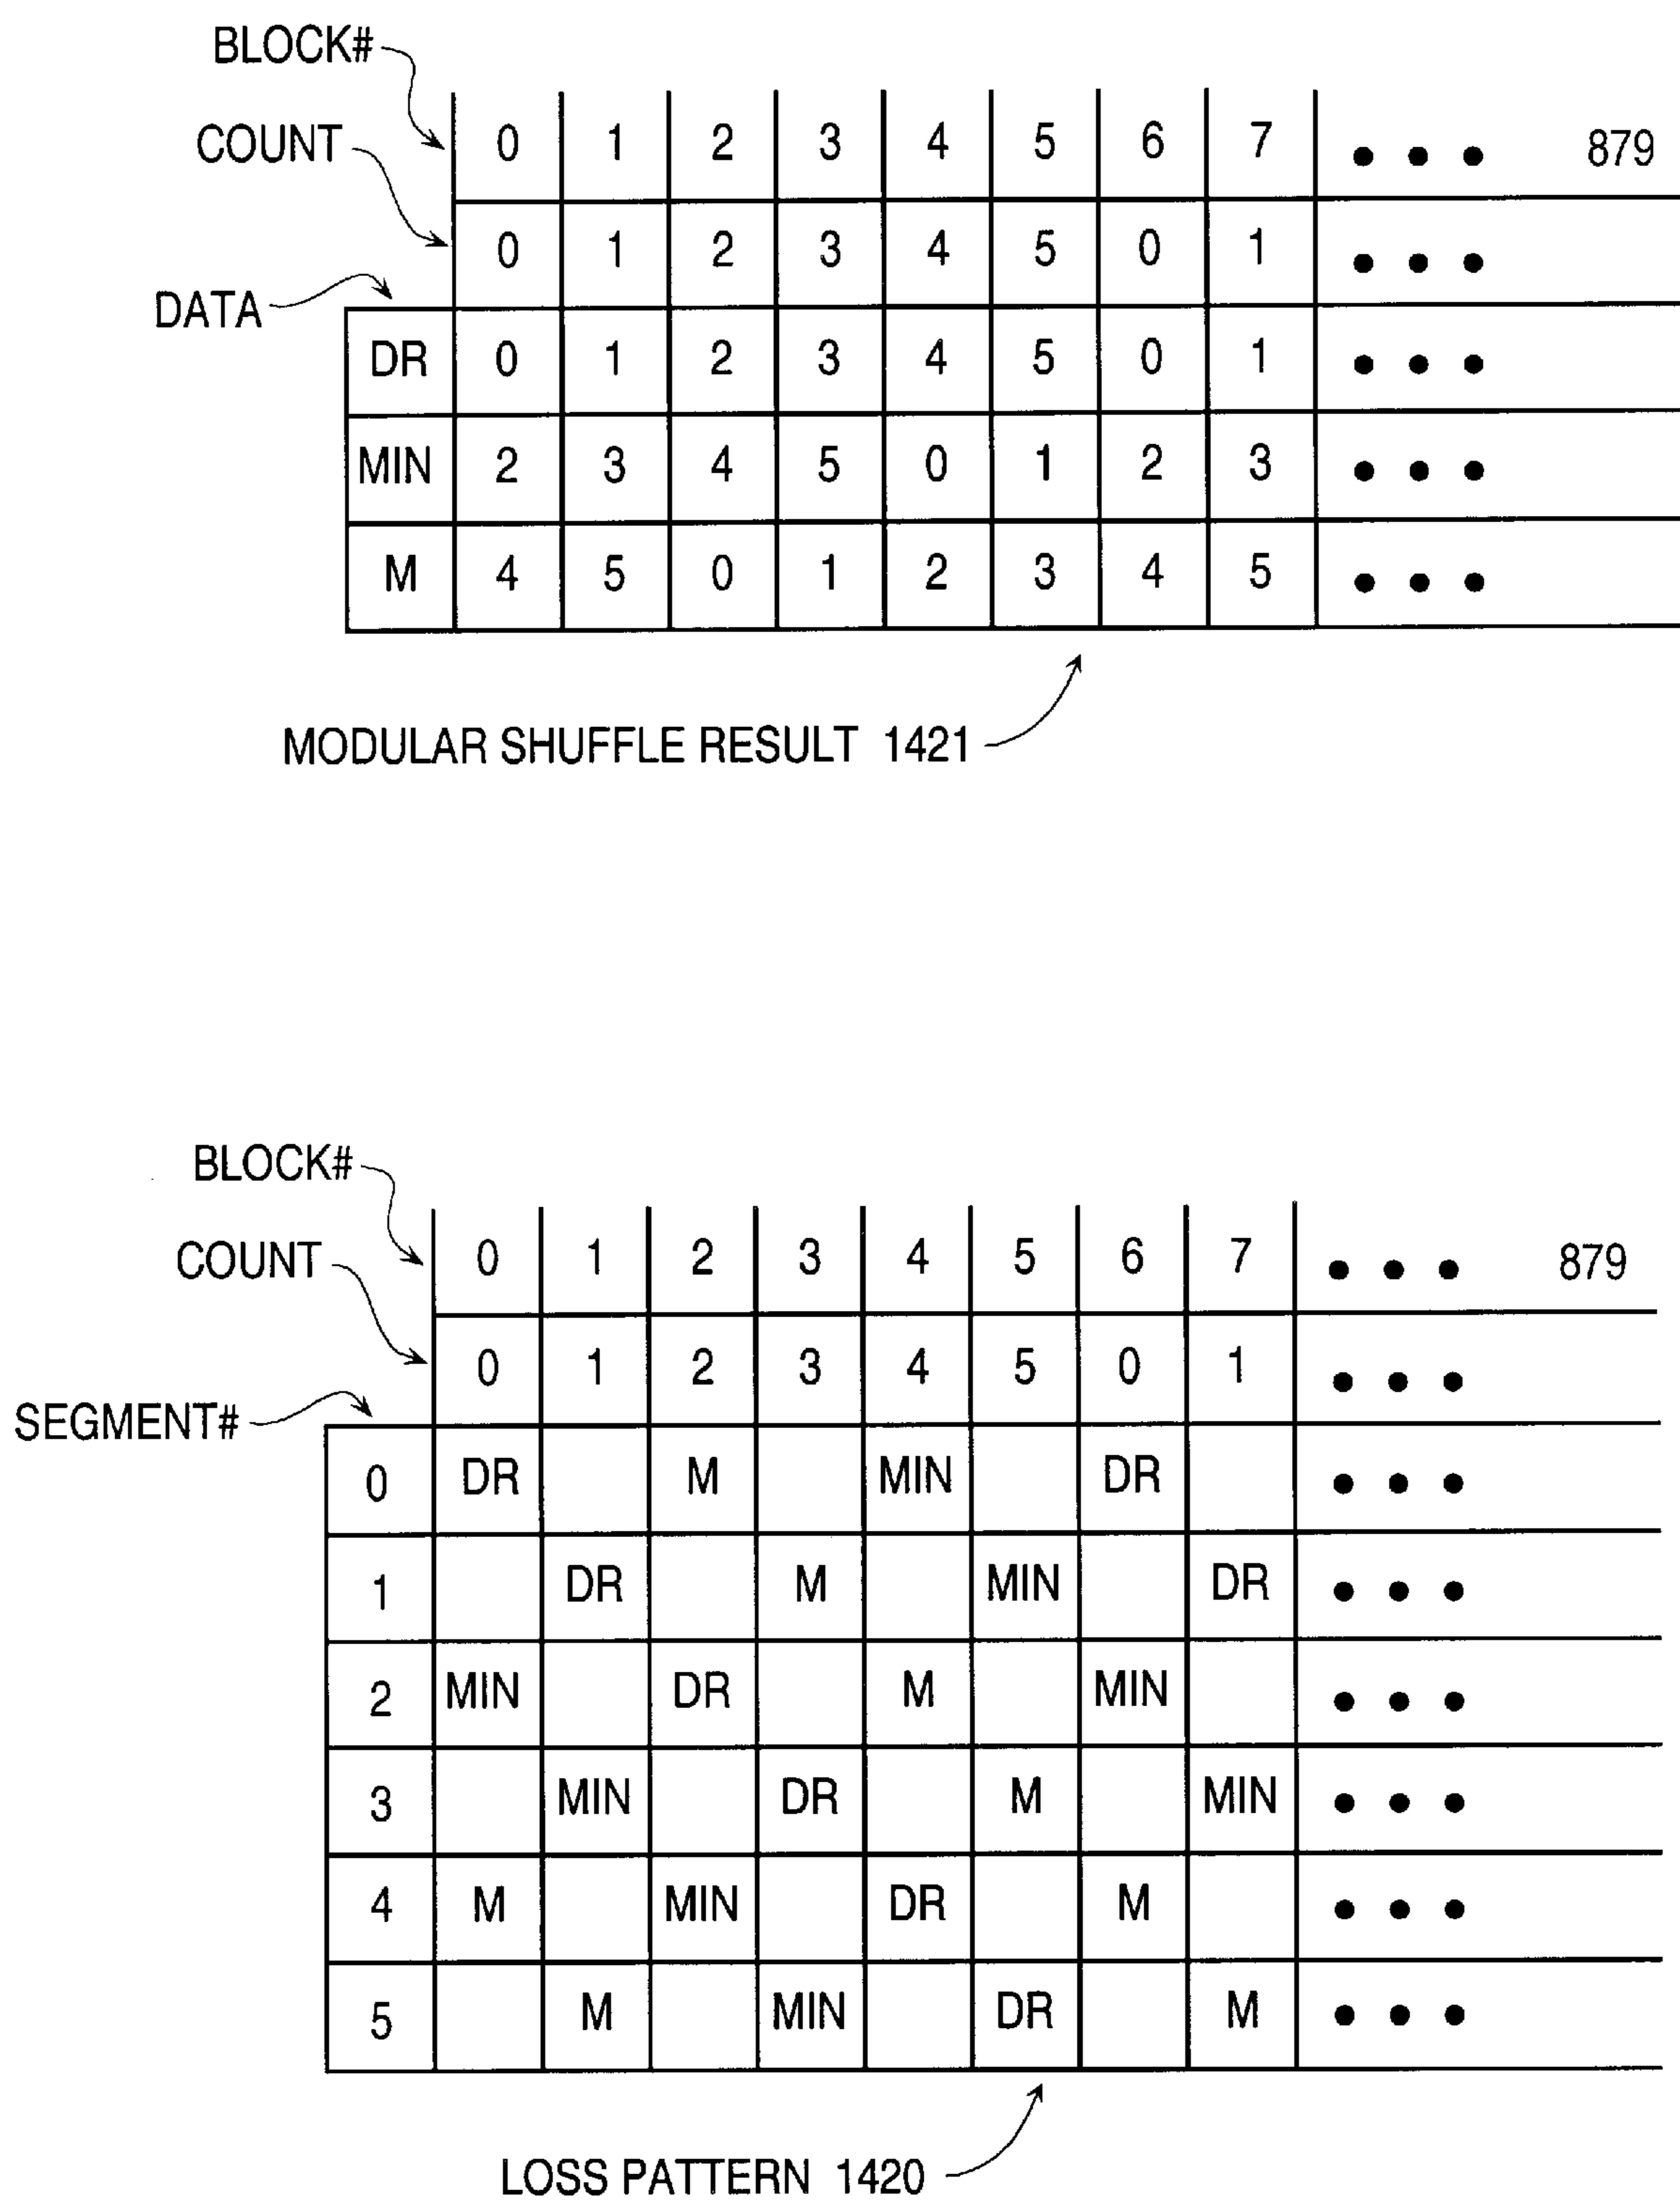 BLOCK#
COUNT 0 1 2 3 4 5 6 7 ● ● ● 879
0 1 2 3 4 5 0 1 ● ● ●
DATA
DR 0 1 2 3 4 5 0 1 ● ● ●
MIN 2 3 4 5 0 1 2 3 ● ● ●
M 4 5 0 1 2 3 4 5 ● ● ●
MODULAR SHUFFLE RESULT 1421
BLOCK#
COUNT 0 1 2 3 4 5 6 7 ● ● ● 879
0 1 2 3 4 5 0 1 ● ● ●
SEGMENT#
0 DR M MIN DR ● ● ●
1 DR M MIN DR ● ● ●
2 MIN DR M MIN ● ● ●
3 MIN DR M MIN ● ● ●
4 M MIN DR M ● ● ●
5 M MIN DR M ● ● ●
LOSS PATTERN 1420